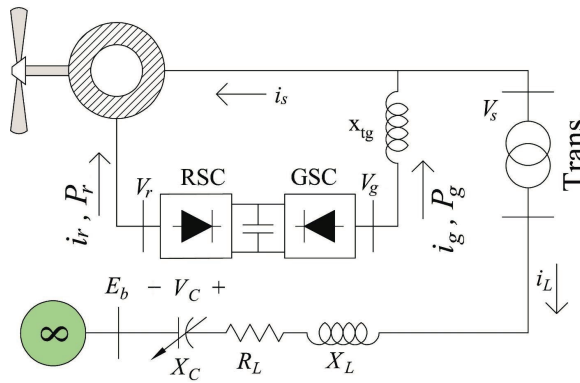 i_s
x_tg
V_s
Trans
RSC
GSC
V_r
V_g
i_r , P_r
i_g , P_g
i_L
E_b
− V_C +
∞
X_C
R_L
X_L